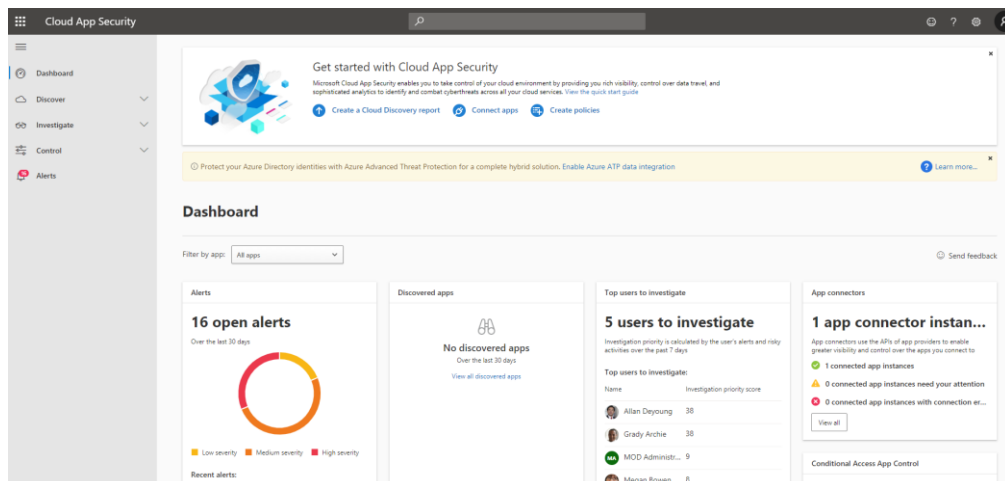 Cloud App Security
Dashboard
Discover
Investigate
Control
Alerts
Get started with Cloud App Security
Microsoft Cloud App Security enables you to take control of your cloud environment by providing you rich visibility, control over data travel, and
sophisticated analytics to identify and combat cyberthreats across all your cloud services. View the quick start guide
Create a Cloud Discovery report
Connect apps
Create policies
Protect your Azure Directory identities with Azure Advanced Threat Protection for a complete hybrid solution. Enable Azure ATP data integration
Learn more...
Dashboard
Filter by app: All apps
Send feedback
Alerts
16 open alerts
Over the last 30 days
Low severity Medium severity High severity
Recent alerts:
Discovered apps
No discovered apps
Over the last 30 days
View all discovered apps
Top users to investigate
5 users to investigate
Investigation priority is calculated by the user's alerts and risky
activities over the past 7 days
Top users to investigate:
Name Investigation priority score
Allan Deyoung 38
Grady Archie 38
MA MOD Administr... 9
Megan Bowen 8
App connectors
1 app connector instan...
App connectors use the APIs of app providers to enable
greater visibility and control over the apps you connect to
1 connected app instances
0 connected app instances need your attention
0 connected app instances with connection er...
View all
Conditional Access App Control